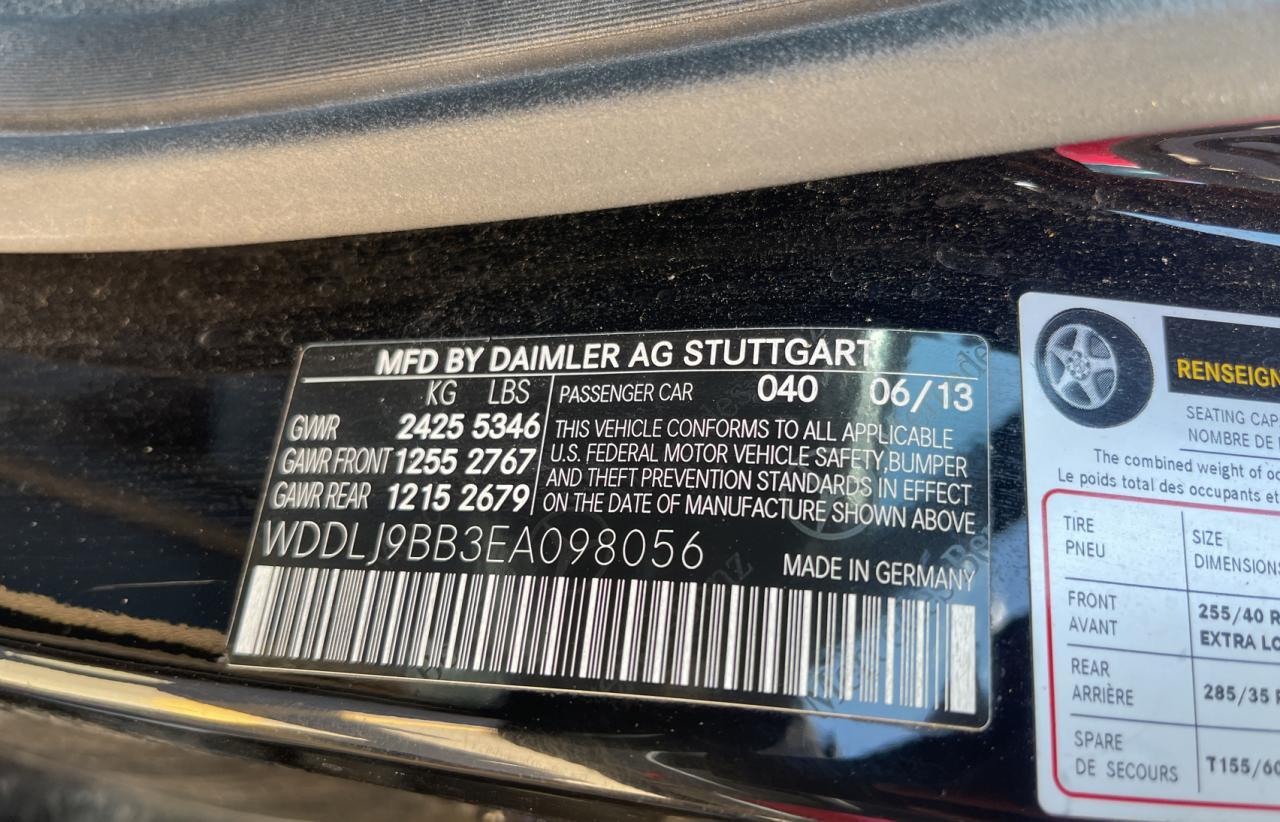 MFD BY DAIMLER AG STUTTGART
KG LBS
GVWR 2425 5346
GAWR FRONT 1255 2767
GAWR REAR 1215 2679
PASSENGER CAR 040 06/13
THIS VEHICLE CONFORMS TO ALL APPLICABLE
U.S. FEDERAL MOTOR VEHICLE SAFETY, BUMPER
AND THEFT PREVENTION STANDARDS IN EFFECT
ON THE DATE OF MANUFACTURE SHOWN ABOVE
WDDLJ9BB3EA098056
MADE IN GERMANY
RENSEIGN
SEATING CAP
NOMBRE DE
The combined weight of oc
Le poids total des occupants et
TIRE
PNEU
SIZE
DIMENSIONS
FRONT
AVANT
255/40 R
EXTRA LO
REAR
ARRIÈRE
285/35
SPARE
DE SECOURS
T155/60